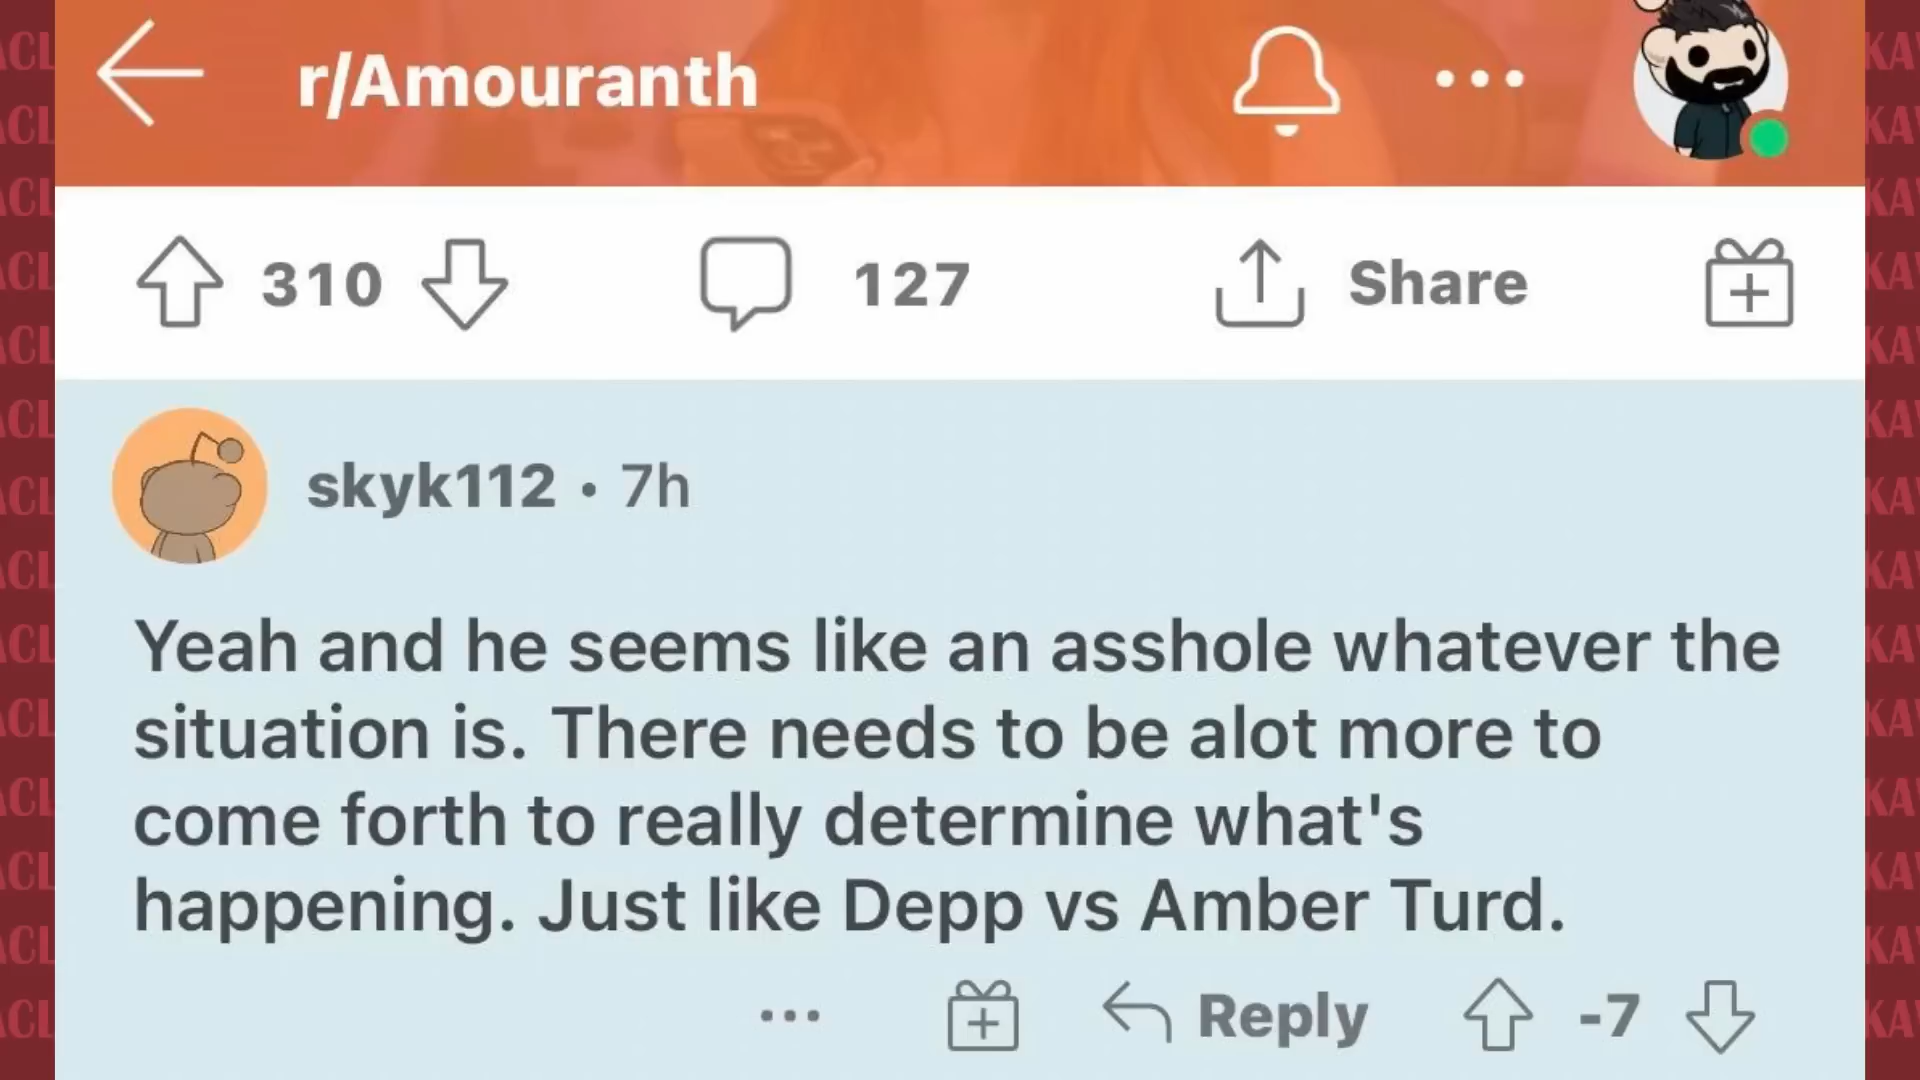 r/Amouranth
310
127
Share
skyk112 • 7h
Yeah and he seems like an asshole whatever the
situation is. There needs to be alot more to
come forth to really determine what's
happening. Just like Depp vs Amber Turd.
Reply
-7